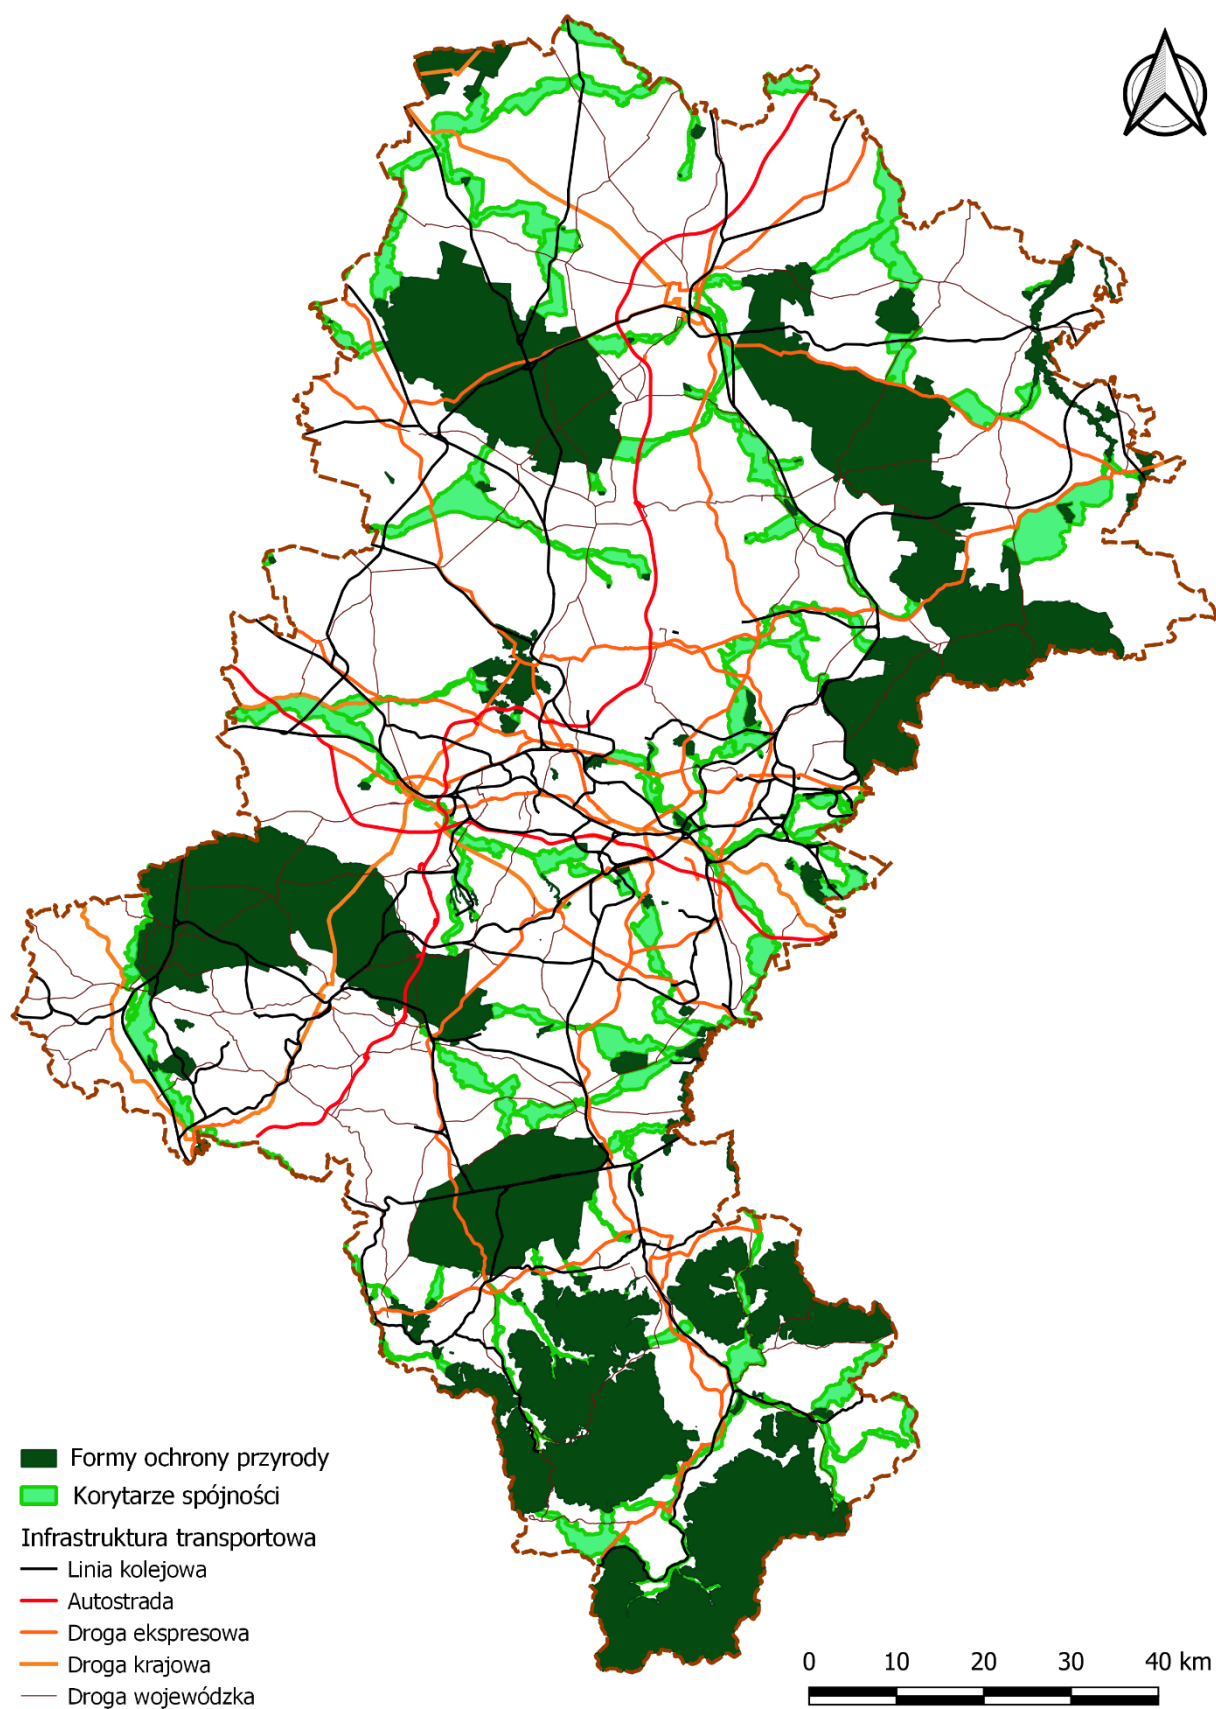 Formy ochrony przyrody
Korytarze spójności
Infrastruktura transportowa
Linia kolejowa
Autostrada
Droga ekspresowa
Droga krajowa
Droga wojewódzka
0 10 20 30 40 km